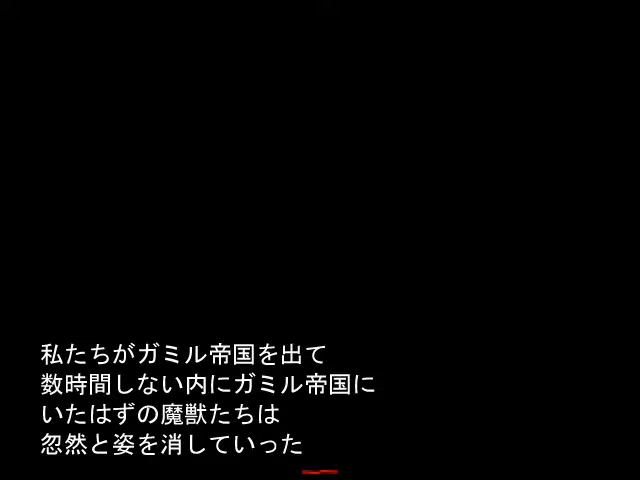 私たちがガミル帝国を出て
数時間しない内にガミル帝国に
いたはずの魔獣たちは
忽然と姿を消していった